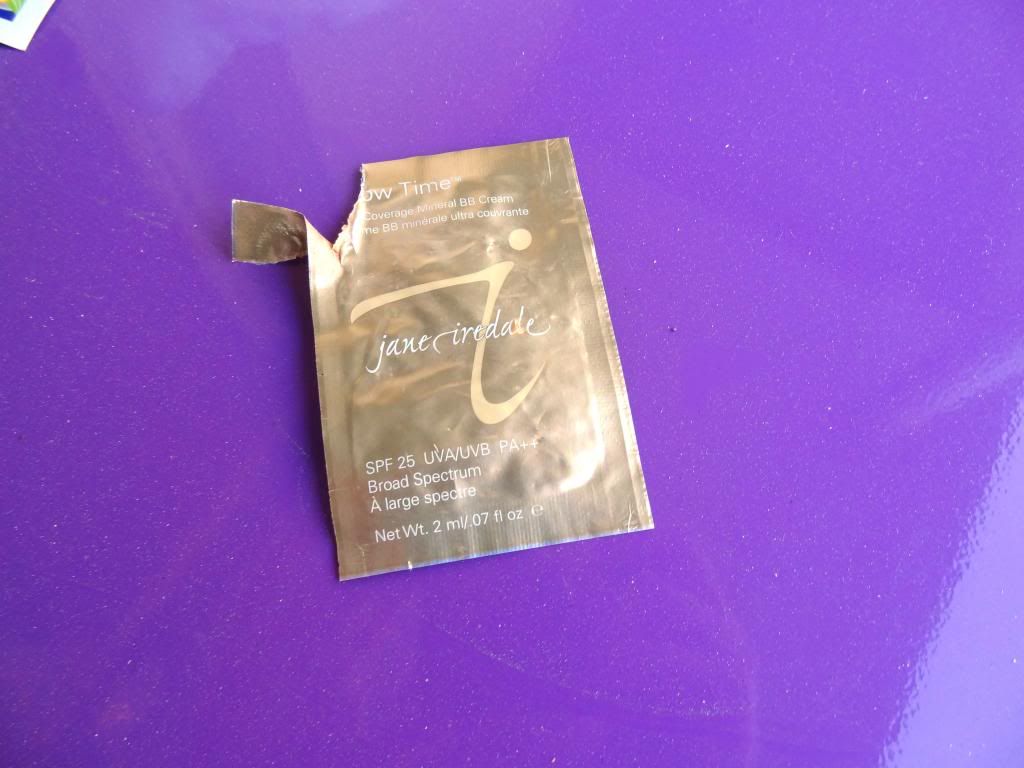 ow Time™
Coverage Mineral BB Cream
me BB minérale ultra couvrante
jane iredale
SPF 25 UVA/UVB PA++
Broad Spectrum
À large spectre
Net Wt. 2 ml/.07 fl oz ℮